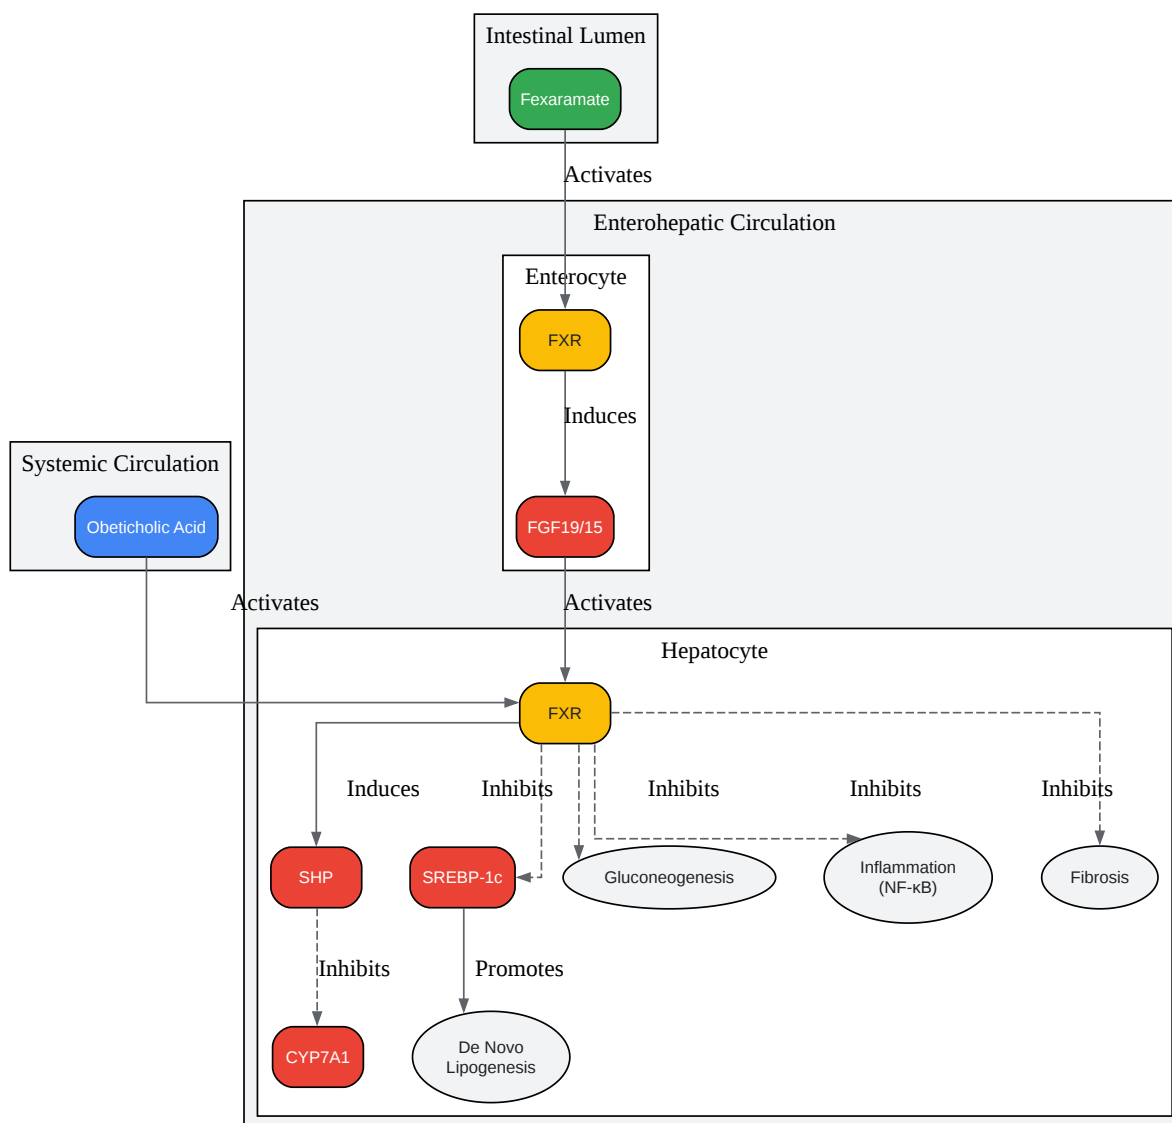 Intestinal Lumen
Fexaramate
Activates
Enterohepatic Circulation
Enterocyte
FXR
Induces
Systemic Circulation
Obeticholic Acid
FGF19/15
Activates
Activates
Hepatocyte
FXR
Induces
Inhibits
Inhibits
Inhibits
Inhibits
SHP
SREBP-1c
Gluconeogenesis
Inflammation
(NF-κB)
Fibrosis
Inhibits
Promotes
CYP7A1
De Novo
Lipogenesis